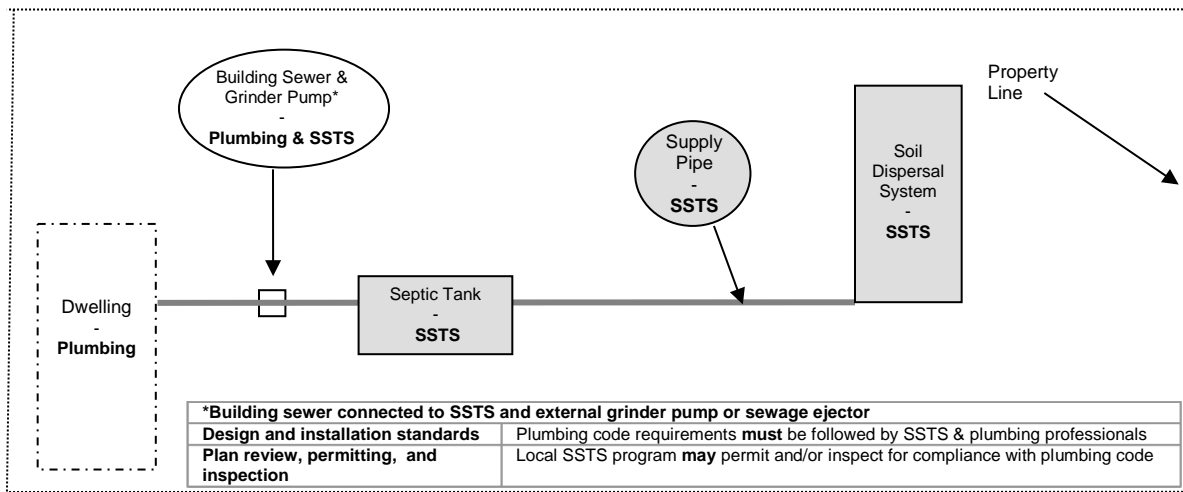 Building Sewer &
Grinder Pump*
-
Plumbing & SSTS
Property
Line
Supply
Pipe
-
SSTS
Soil
Dispersal
System
-
SSTS
Dwelling
-
Plumbing
Septic Tank
-
SSTS
*Building sewer connected to SSTS and external grinder pump or sewage ejector
Design and installation standards Plumbing code requirements must be followed by SSTS & plumbing professionals
Plan review, permitting, and Local SSTS program may permit and/or inspect for compliance with plumbing code
inspection